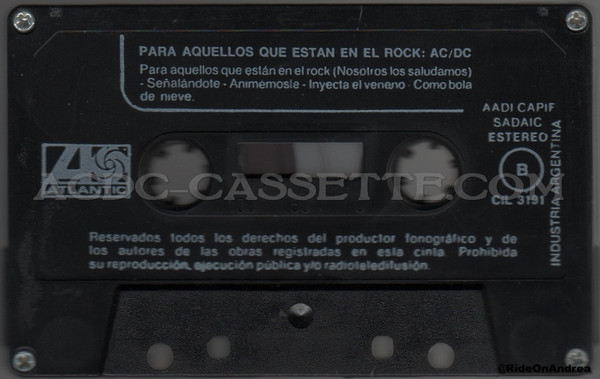 PARA AQUELLOS QUE ESTAN EN EL ROCK: AC/DC
Para aquellos que están en el rock (Nosotros los saludamos)
- Señalándote - Animémosla - Inyecta el veneno - Como bola
de nieve.
AADI CAPIF
SADAIC
ESTEREO
B
CIL 3191
INDUSTRIA ARGENTINA
ATLANTIC
ACDC-CASSETTE.COM
Reservados todos los derechos del productor fonográfico y de
los autores de las obras registradas en esta cinta. Prohibida
su reproducción, ejecución pública y/o radioteledifusión.
©RideOnAndrea